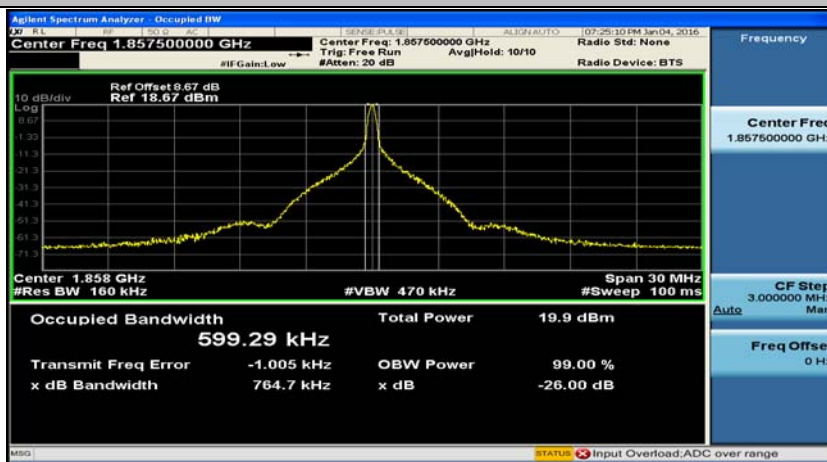 Agilent Spectrum Analyzer - Occupied BW
LXI RL RF 50 Ω AC SENSE:PULSE ALIGN AUTO 07:25:10 PM Jan 04, 2016
Center Freq 1.857500000 GHz
Center Freq: 1.857500000 GHz
Radio Std: None
Trig: Free Run Avg|Hold: 10/10
#IFGain:Low
#Atten: 20 dB
Radio Device: BTS
Ref Offset 8.67 dB
10 dB/div Ref 18.67 dBm
Log
8.67
-1.33
-11.3
-21.3
-31.3
-41.3
-51.3
-61.3
-71.3
Center 1.858 GHz
Span 30 MHz
#Res BW 160 kHz
#VBW 470 kHz
#Sweep 100 ms
Occupied Bandwidth
Total Power 19.9 dBm
599.29 kHz
Transmit Freq Error -1.005 kHz
OBW Power 99.00 %
x dB Bandwidth 764.7 kHz
x dB -26.00 dB
MSG
STATUS Input Overload;ADC over range
Frequency
Center Freq
1.857500000 GHz
CF Step
3.000000 MHz
Auto Man
Freq Offset
0 Hz